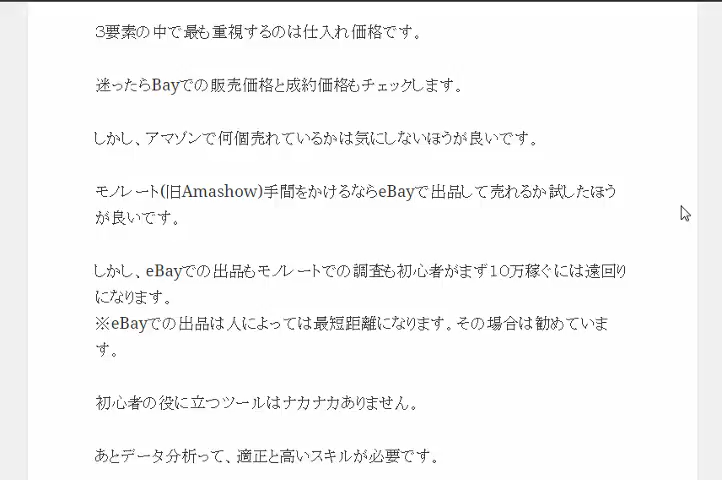 3要素の中で最も重視するのは仕入れ価格です。
迷ったらBayでの販売価格と成約価格もチェックします。
しかし、アマゾンで何個売れているかは気にしないほうが良いです。
モノレート(旧Amashow)手間をかけるならeBayで出品して売れるか試したほう
が良いです。
しかし、eBayでの出品もモノレートでの調査も初心者がまず10万稼ぐには遠回り
になります。
※eBayでの出品は人によっては最短距離になります。その場合は勧めていま
す。
初心者の役に立つツールはナカナカありません。
あとデータ分析って、適正と高いスキルが必要です。